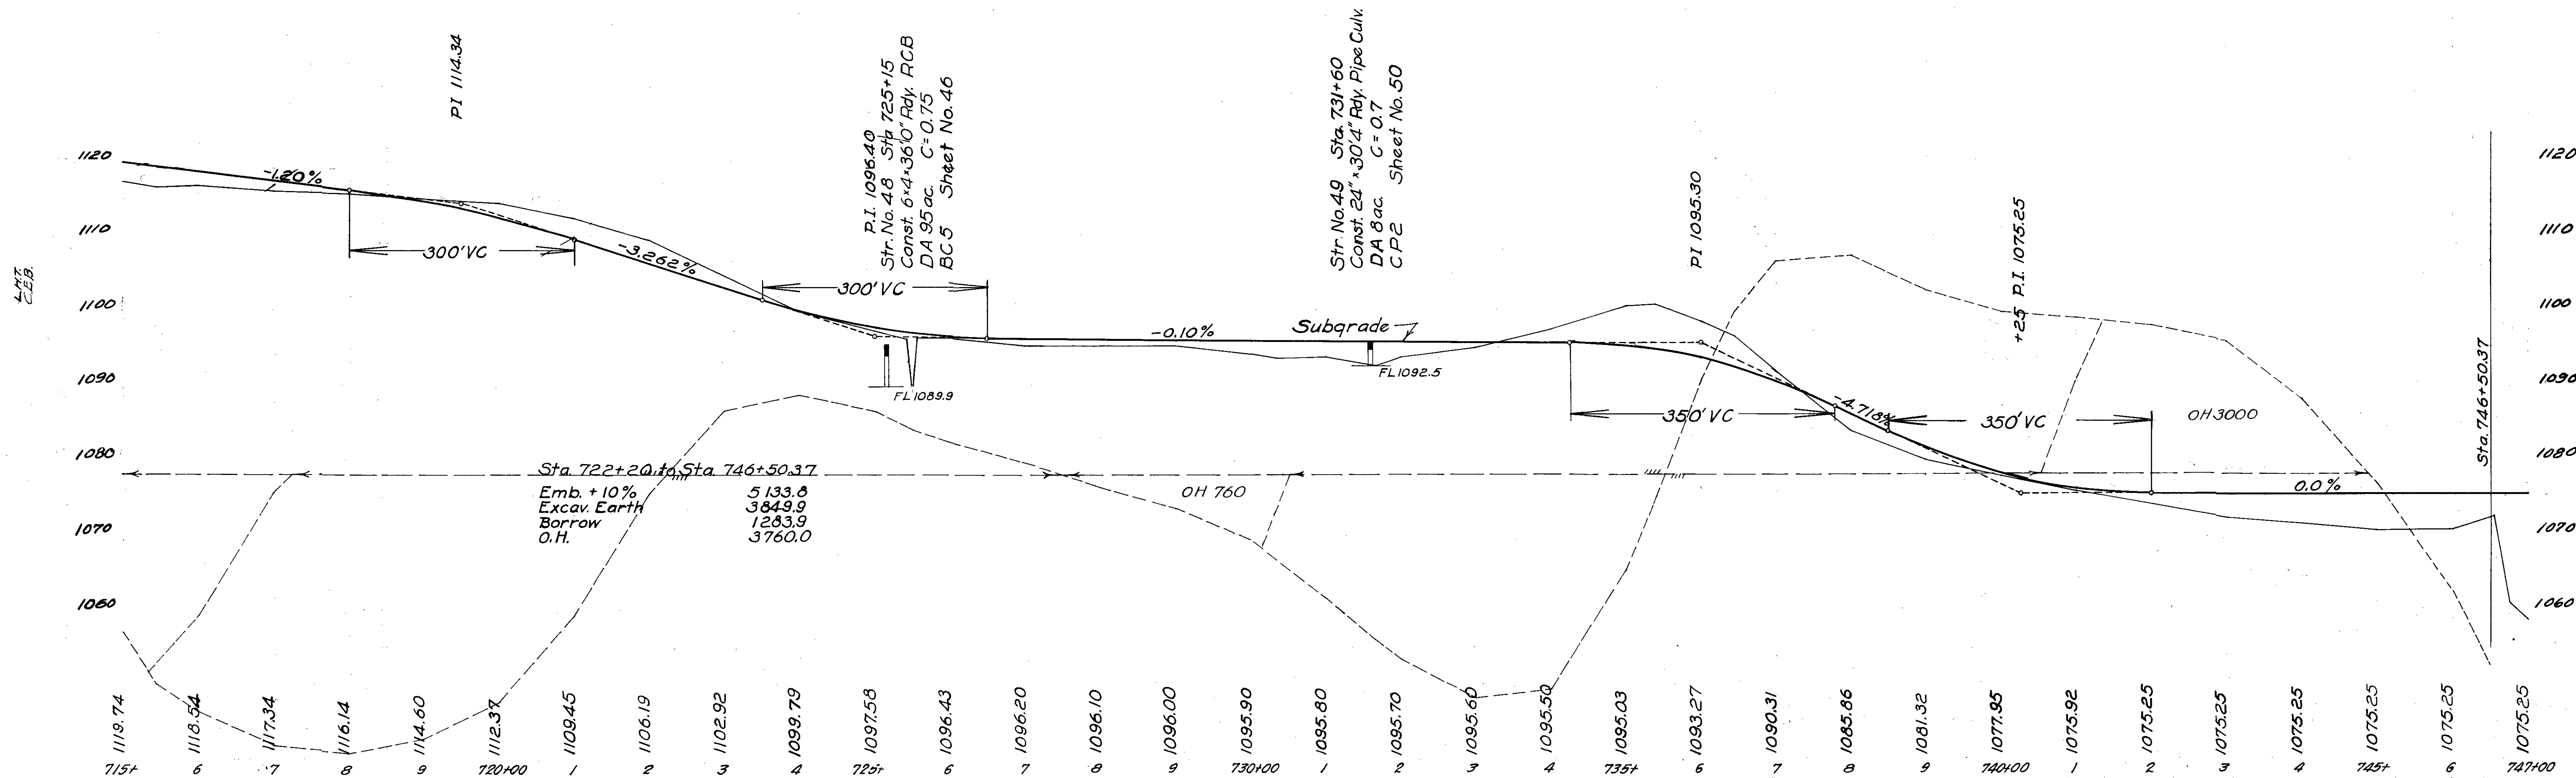 PI 1114.34
P.I. 1096.40
Str. No. 48 Sta 725+15
Const. 6'x4'x36'0" Rdy. RCB
DA 95 ac. C=0.75
BC 5 Sheet No. 46
Str. No. 49 Sta. 731+60
Const. 24"x30'4" Rdy. Pipe Culv.
DA 8 ac. C=0.7
CP2 Sheet No. 50
PI 1095.30
+25 P.I. 1075.25
Sta. 746+50.37
1120
1110
1100
1090
1080
1070
1060
L.H.T.
C.E.B.
-1.20%
300' VC
-3.262%
300' VC
-0.10%
Subgrade
FL 1089.9
FL 1092.5
350' VC
-4.718%
350' VC
OH 3000
0.0%
OH 760
Sta. 722+20 to Sta. 746+50.37
Emb. + 10% 5133.8
Excav. Earth 3849.9
Borrow 1283.9
O.H. 3760.0
1120
1110
1100
1090
1080
1070
1060
1119.74 1118.54 1117.34 1116.14 1114.60 1112.37 1109.45 1106.19 1102.92 1099.79 1097.58 1096.43 1096.20 1096.10 1096.00 1095.90 1095.80 1095.70 1095.60 1095.50 1095.03 1093.27 1090.31 1085.86 1081.32 1077.95 1075.92 1075.25 1075.25 1075.25 1075.25 1075.25 1075.25
715+ 6 7 8 9 720+00 1 2 3 4 725+ 6 7 8 9 730+00 1 2 3 4 735+ 6 7 8 9 740+00 1 2 3 4 745+ 6 747+00